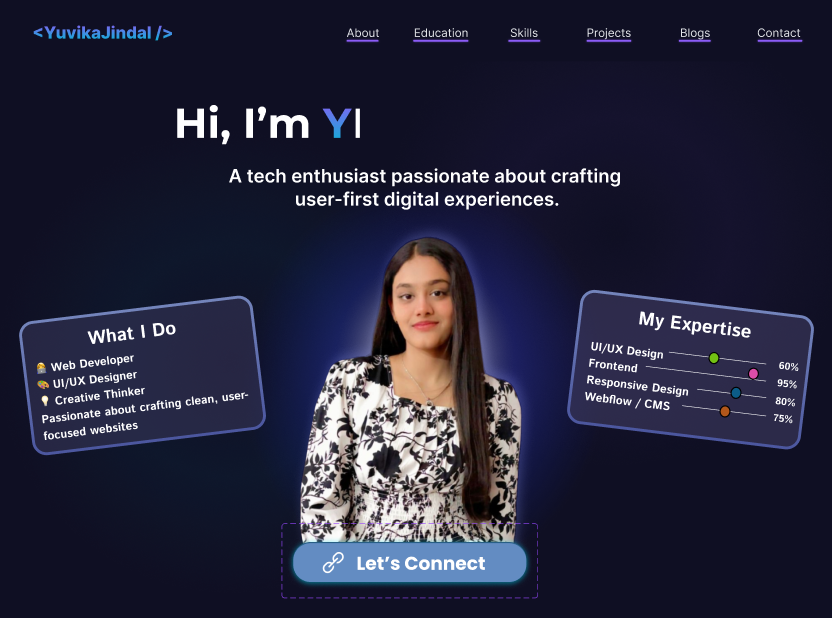 <YuvikaJindal />
About Education Skills Projects Blogs Contact
Hi, I'm Y|
A tech enthusiast passionate about crafting
user-first digital experiences.
What I Do
👩‍💻 Web Developer
🎨 UI/UX Designer
💡 Creative Thinker
Passionate about crafting clean, user-
focused websites
My Expertise
UI/UX Design 60%
Frontend 95%
Responsive Design 80%
Webflow / CMS 75%
Let's Connect